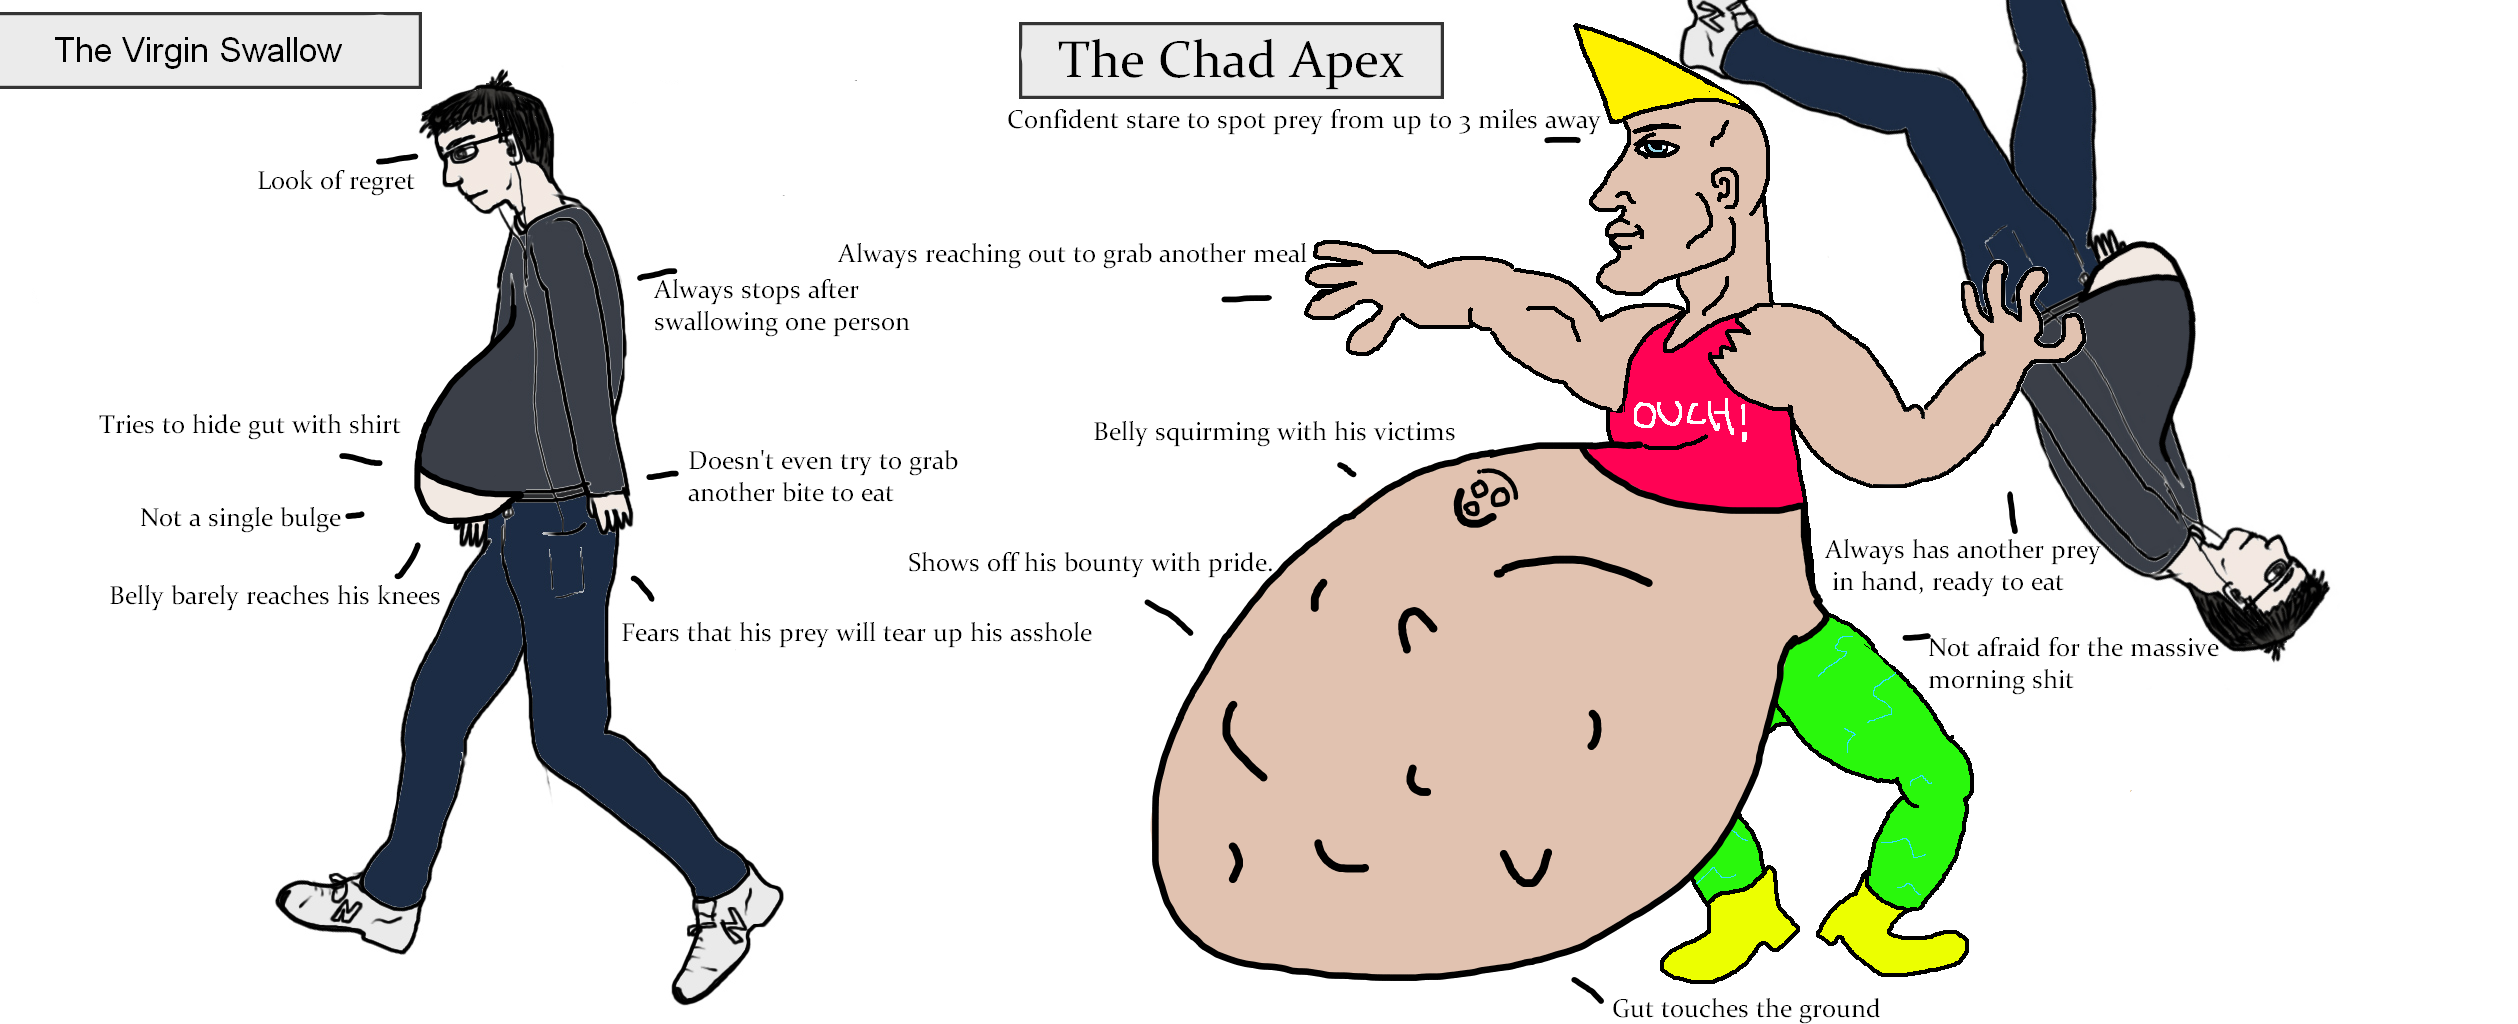 The Virgin Swallow
Look of regret
Always stops after
swallowing one person
Tries to hide gut with shirt
Doesn't even try to grab
another bite to eat
Not a single bulge
Belly barely reaches his knees
Fears that his prey will tear up his asshole
N
N
The Chad Apex
Confident stare to spot prey from up to 3 miles away
Always reaching out to grab another meal
OUCH!
Belly squirming with his victims
Shows off his bounty with pride.
Always has another prey
in hand, ready to eat
Not afraid for the massive
morning shit
Gut touches the ground
N